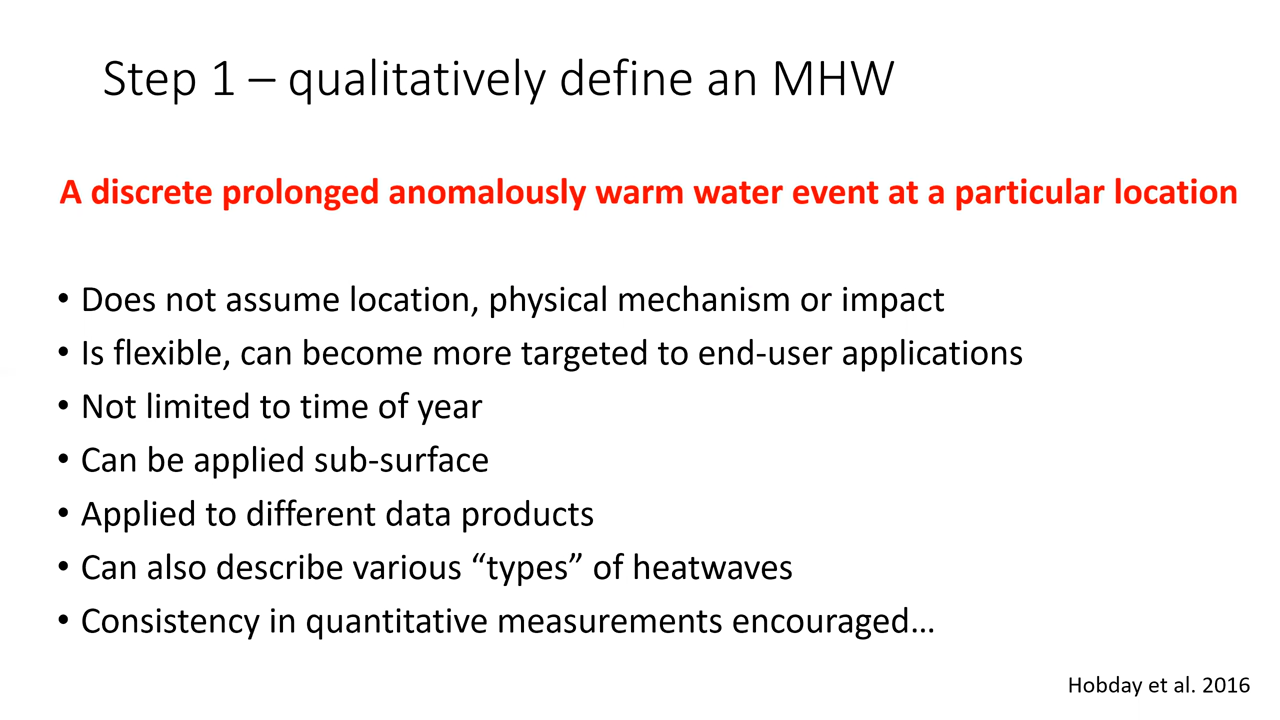 Step 1 – qualitatively define an MHW
A discrete prolonged anomalously warm water event at a particular location
• Does not assume location, physical mechanism or impact
• Is flexible, can become more targeted to end-user applications
• Not limited to time of year
• Can be applied sub-surface
• Applied to different data products
• Can also describe various “types” of heatwaves
• Consistency in quantitative measurements encouraged…
Hobday et al. 2016